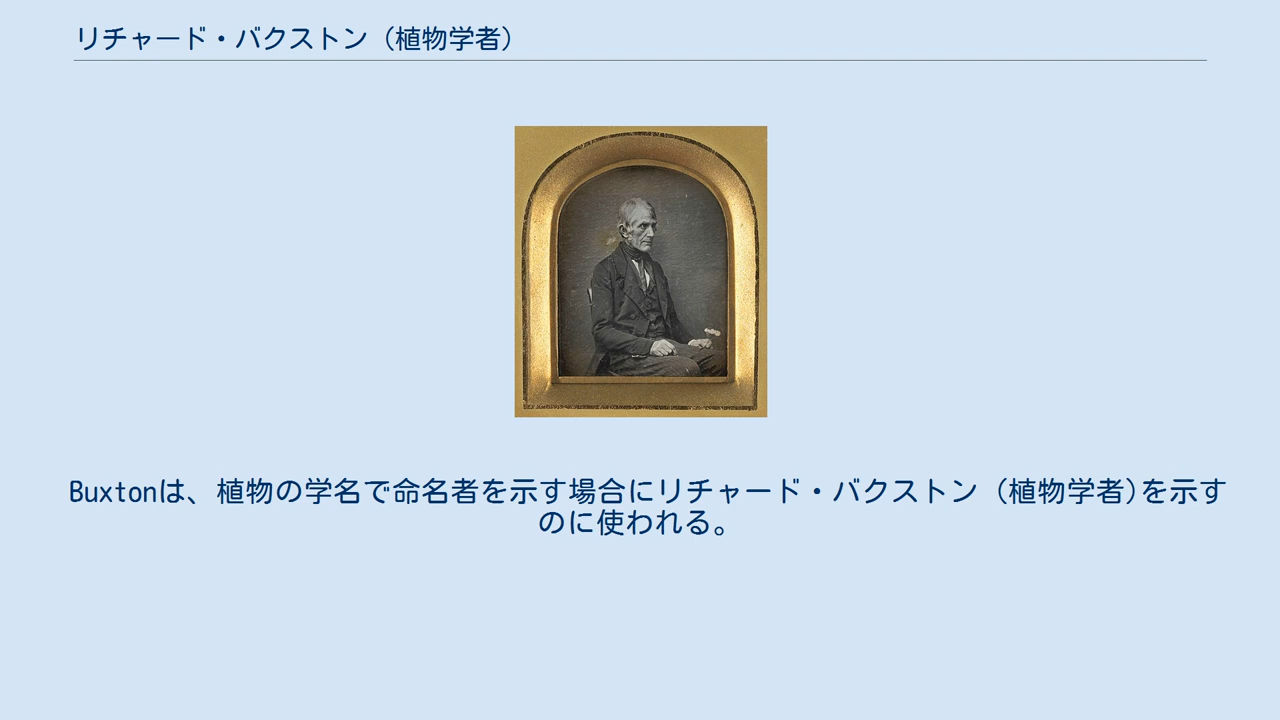 リチャード・バクストン（植物学者）
Buxtonは、植物の学名で命名者を示す場合にリチャード・バクストン（植物学者)を示す
のに使われる。